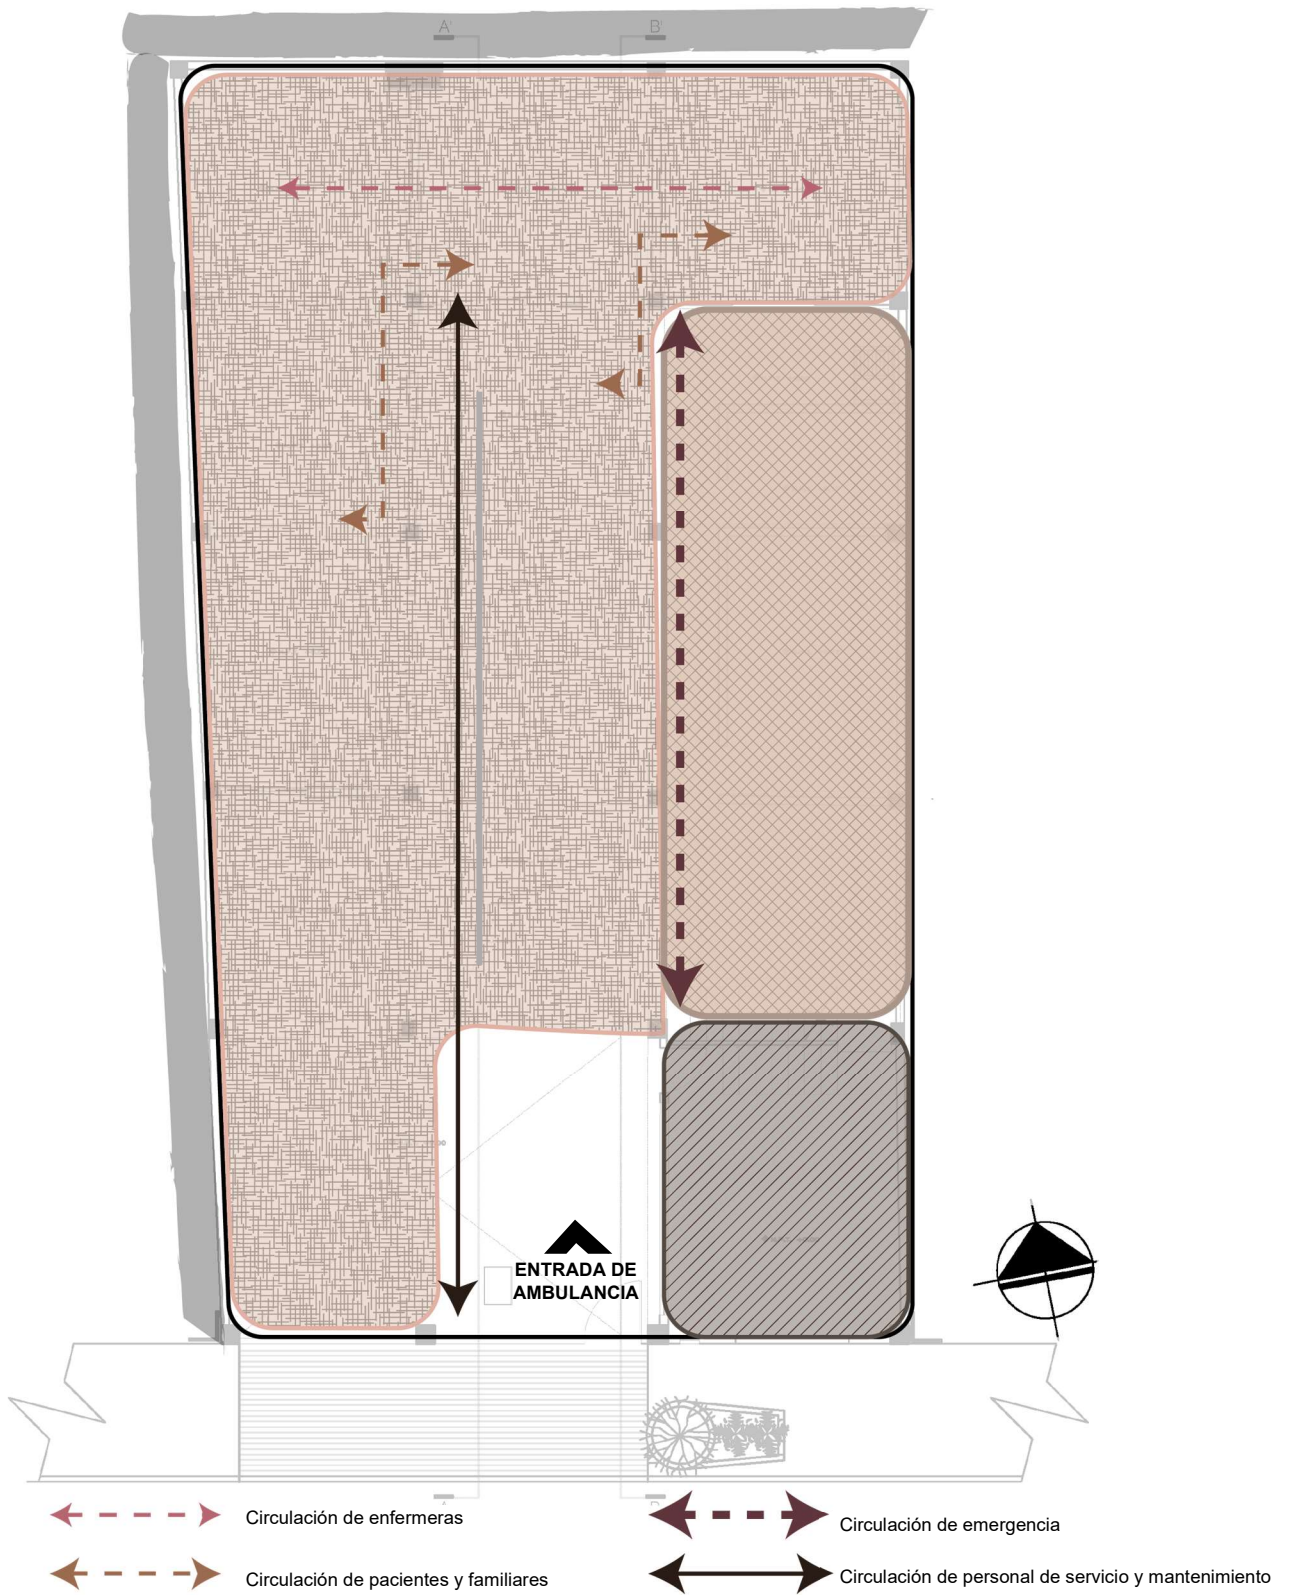 A' B'
ENTRADA DE
AMBULANCIA
Circulación de enfermeras
Circulación de emergencia
Circulación de pacientes y familiares
Circulación de personal de servicio y mantenimiento